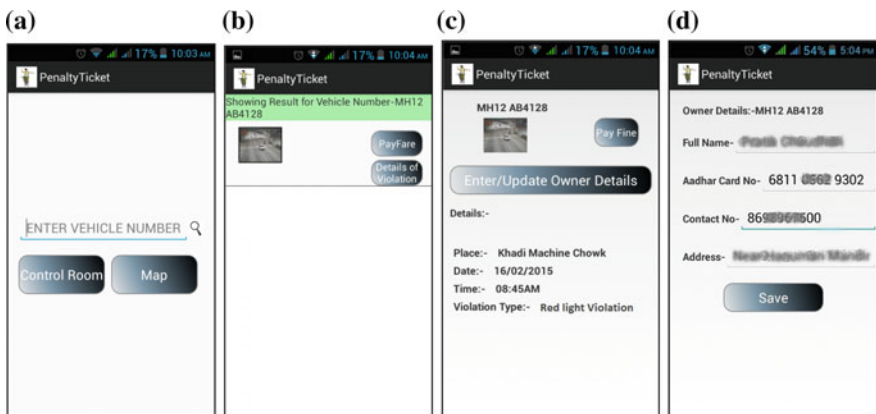 (a)
17% 10:03 AM
PenaltyTicket
ENTER VEHICLE NUMBER
Control Room
Map
(b)
17% 10:04 AM
PenaltyTicket
Showing Result for Vehicle Number-MH12
AB4128
PayFare
Details of
Violation
(c)
17% 10:04 AM
PenaltyTicket
MH12 AB4128
Pay Fine
Enter/Update Owner Details
Details:-
Place:- Khadi Machine Chowk
Date:- 16/02/2015
Time:- 08:45AM
Violation Type:- Red light Violation
(d)
54% 5:04 PM
PenaltyTicket
Owner Details:-MH12 AB4128
Full Name-
Aadhar Card No- 6811 9302
Contact No-
Address-
Save